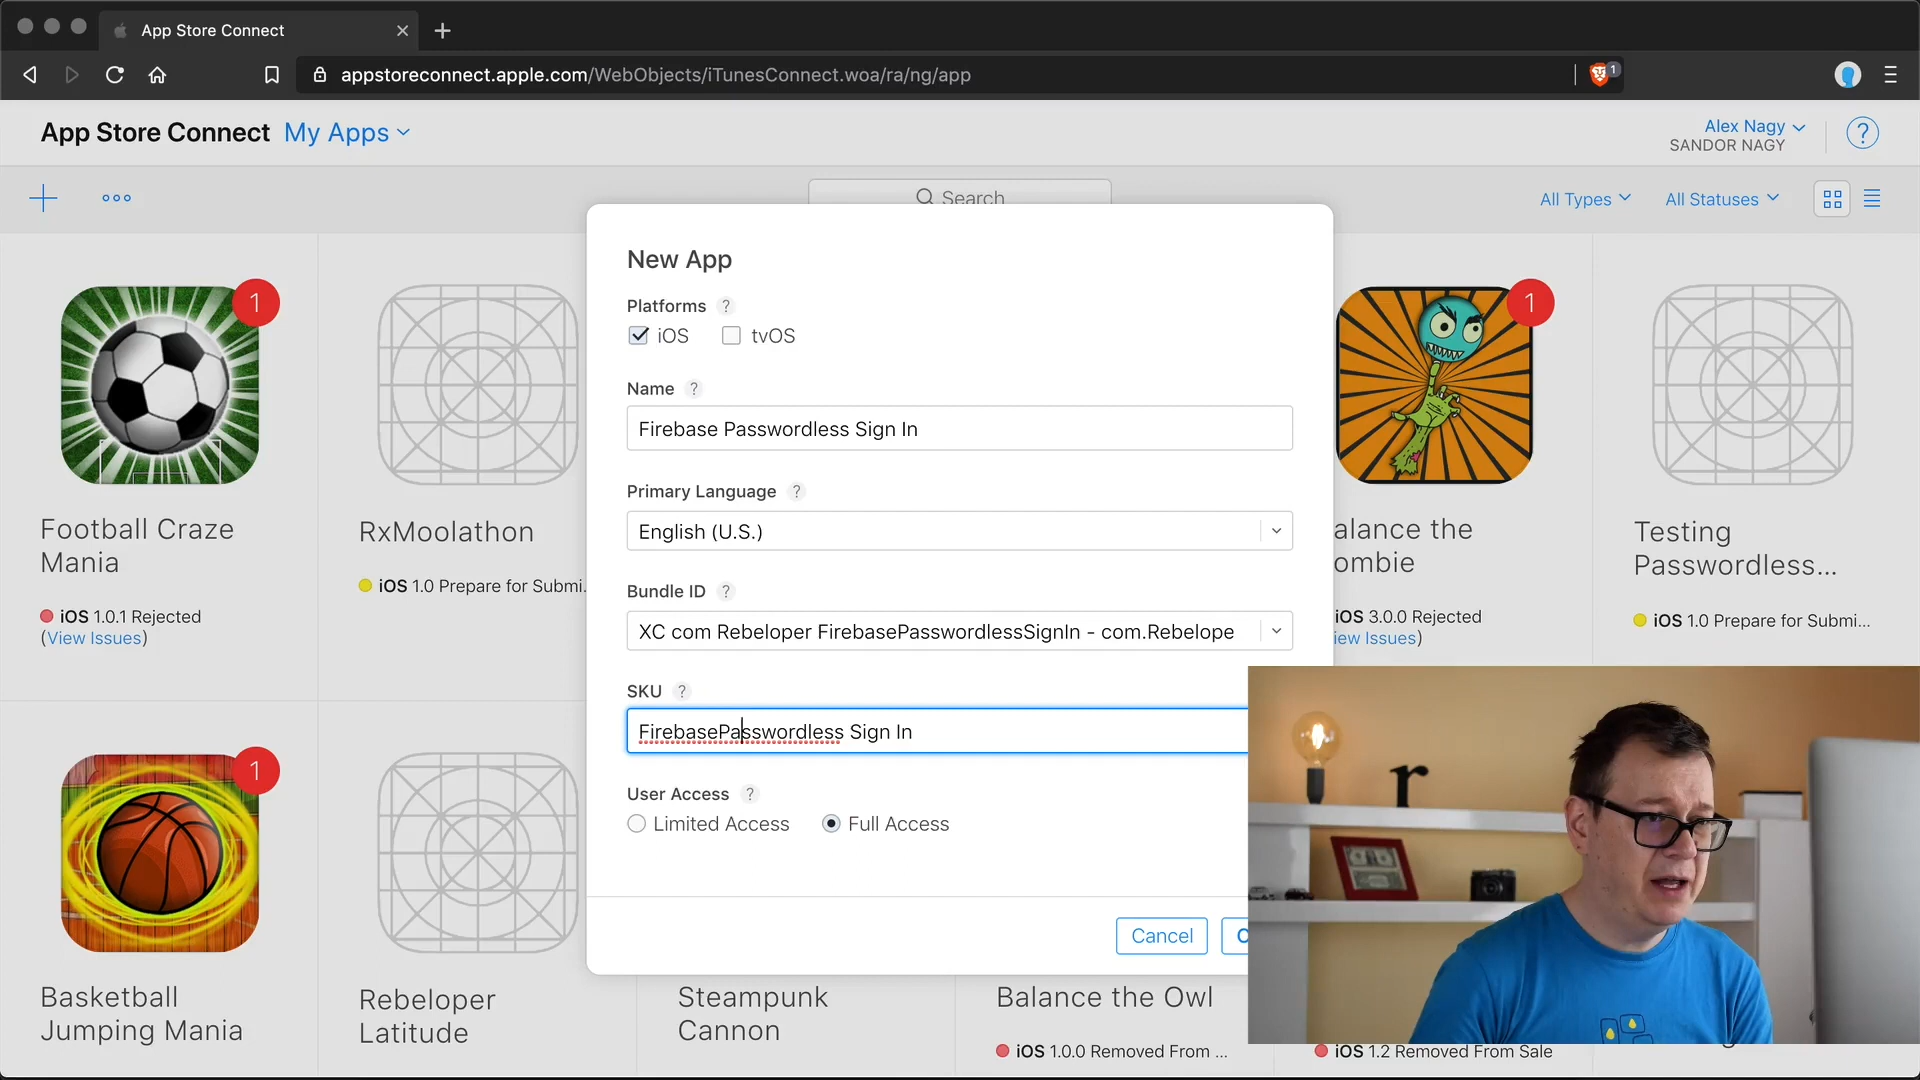 App Store Connect
appstoreconnect.apple.com/WebObjects/iTunesConnect.woa/ra/ng/app
1
App Store Connect My Apps
Alex Nagy
SANDOR NAGY
?
Search
All Types
All Statuses
New App
Platforms ?
iOS tvOS
Name ?
Firebase Passwordless Sign In
Primary Language ?
English (U.S.)
Bundle ID ?
XC com Rebeloper FirebasePasswordlessSignIn - com.Rebelope
SKU ?
FirebasePasswordless Sign In
User Access ?
Limited Access Full Access
Cancel
1
Football Craze
Mania
iOS 1.0.1 Rejected
(View Issues)
RxMoolathon
iOS 1.0 Prepare for Submi.
1
alance the
ombie
iOS 3.0.0 Rejected
iew Issues)
Testing
Passwordless...
iOS 1.0 Prepare for Submi...
1
Basketball
Jumping Mania
Rebeloper
Latitude
Steampunk
Cannon
Balance the Owl
iOS 1.0.0 Removed From ...
iOS 1.2 Removed From Sale